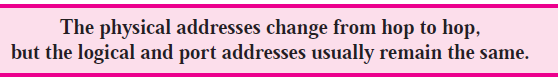 The physical addresses change from hop to hop,
but the logical and port addresses usually remain the same.